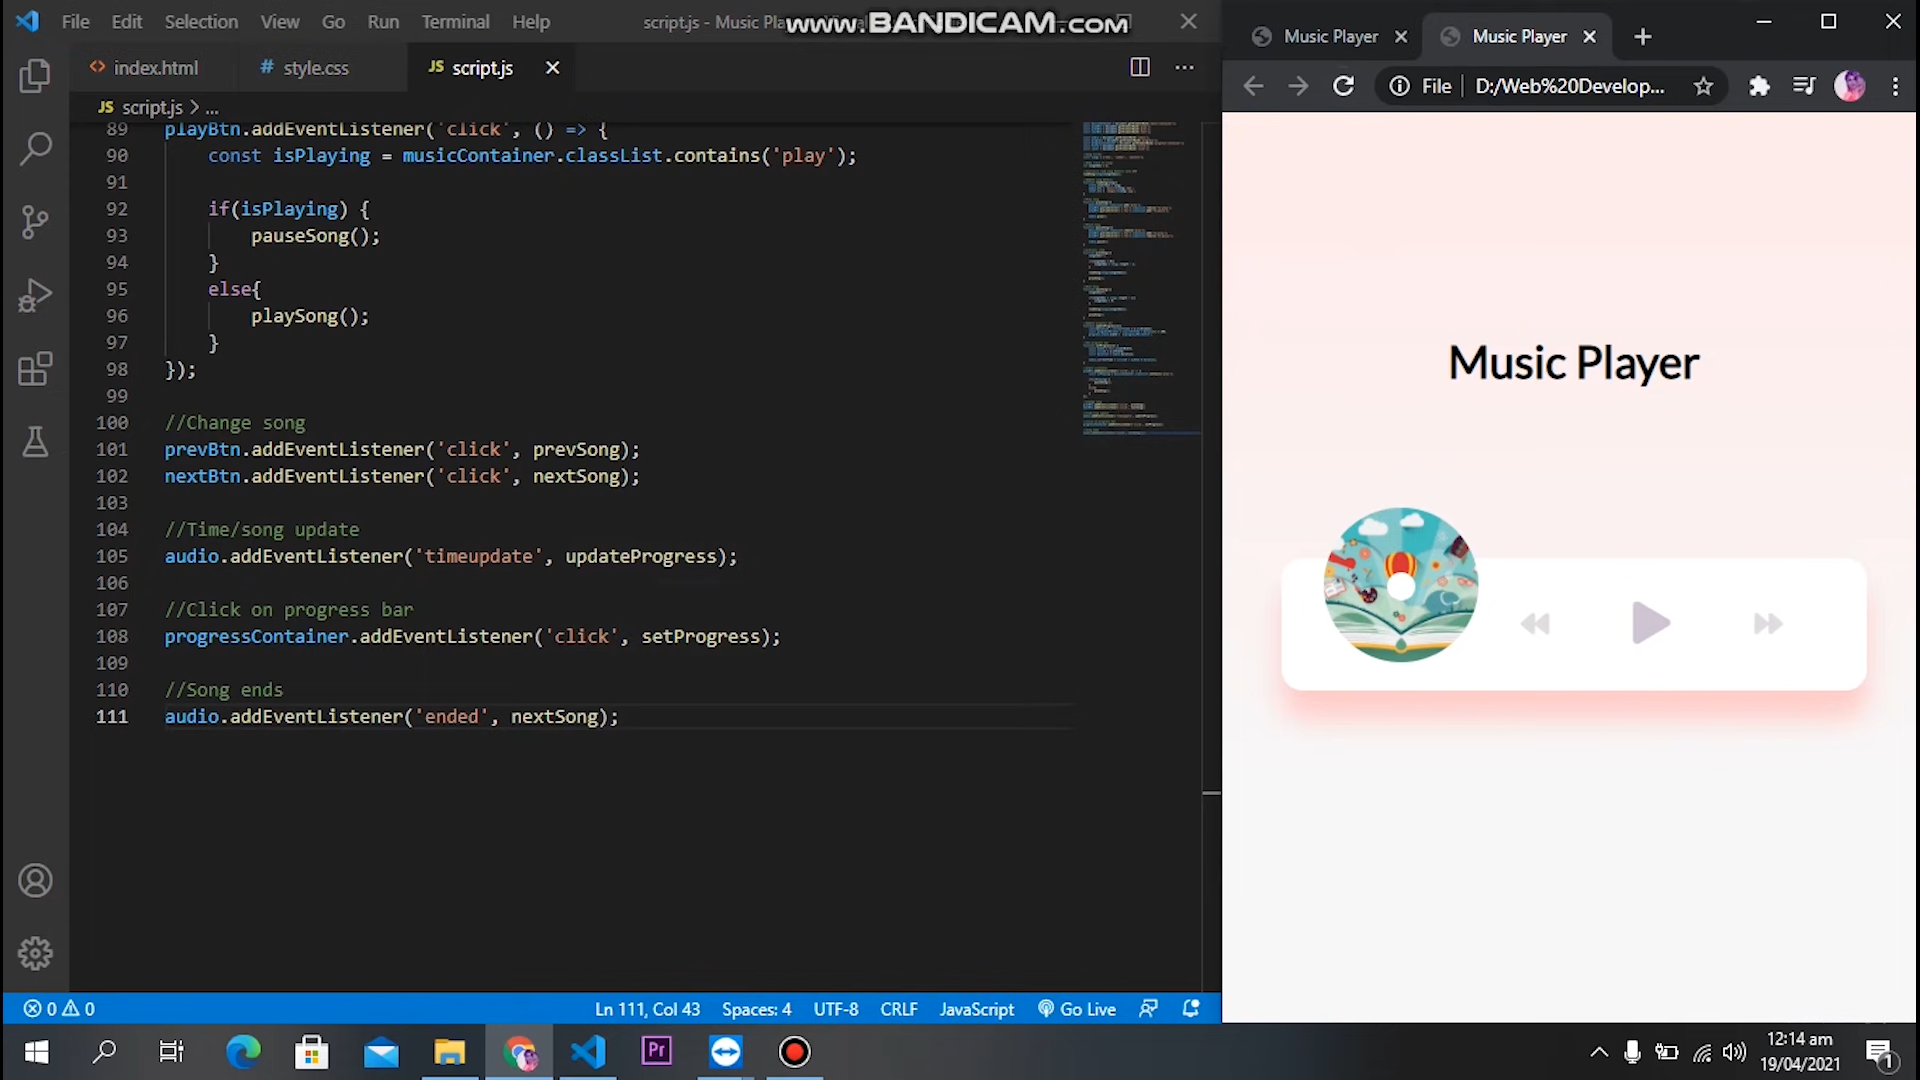 File Edit Selection View Go Run Terminal Help
script.js - Music Pla
www.BANDICAM.com
index.html
# style.css
JS script.js
JS script.js > ...
89 playBtn.addEventListener('click', () => {
90 const isPlaying = musicContainer.classList.contains('play');
91
92 if(isPlaying) {
93 pauseSong();
94 }
95 else{
96 playSong();
97 }
98 });
99
100 //Change song
101 prevBtn.addEventListener('click', prevSong);
102 nextBtn.addEventListener('click', nextSong);
103
104 //Time/song update
105 audio.addEventListener('timeupdate', updateProgress);
106
107 //Click on progress bar
108 progressContainer.addEventListener('click', setProgress);
109
110 //Song ends
111 audio.addEventListener('ended', nextSong);
0 0
Ln 111, Col 43 Spaces: 4 UTF-8 CRLF JavaScript Go Live
Music Player
Music Player
File D:/Web%20Develop...
Music Player
Pr
12:14 am
19/04/2021
1